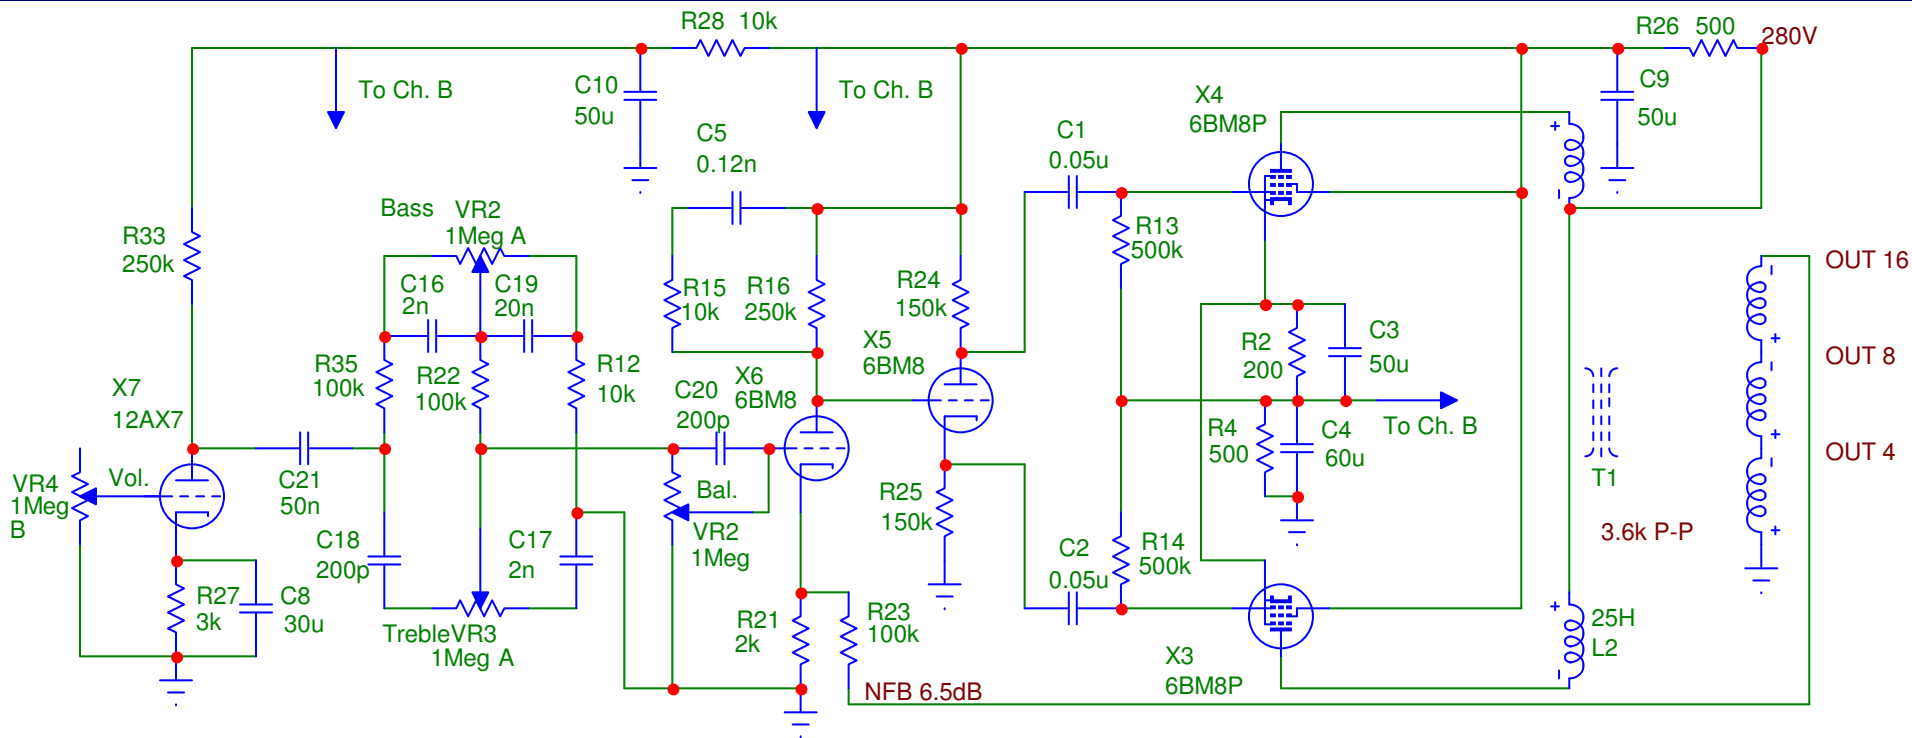 R28 10k
R26 500
280V
To Ch. B
C10
50u
To Ch. B
C9
50u
X4
6BM8P
C5
0.12n
C1
0.05u
Bass
VR2
1Meg A
R33
250k
C16
2n
C19
20n
R15
10k
R16
250k
R24
150k
R13
500k
OUT 16
OUT 8
OUT 4
X5
6BM8
R2
200
C3
50u
R35
100k
R22
100k
R12
10k
X7
12AX7
C20
200p
X6
6BM8
R4
500
C4
60u
To Ch. B
T1
3.6k P-P
VR4
1Meg
B
Vol.
C21
50n
Bal.
VR2
1Meg
R25
150k
C18
200p
C17
2n
C2
0.05u
R14
500k
R27
3k
C8
30u
TrebleVR3
1Meg A
R21
2k
R23
100k
25H
L2
X3
6BM8P
NFB 6.5dB